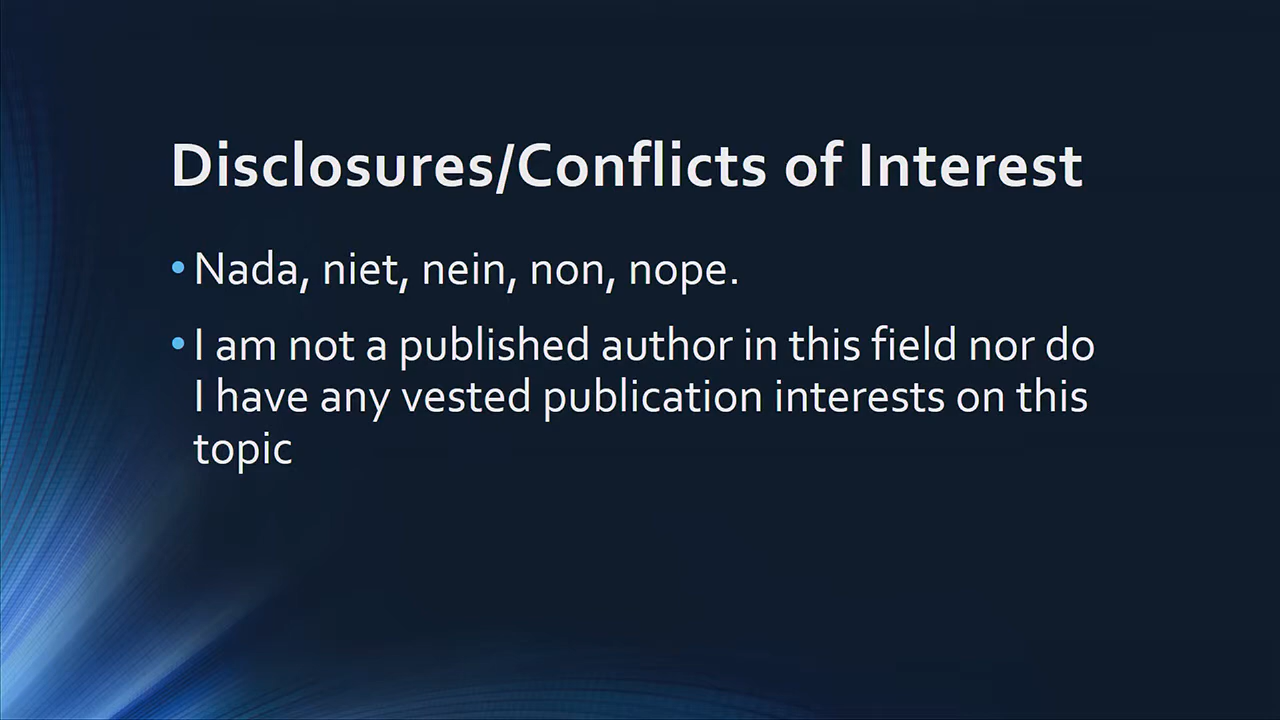 Disclosures/Conflicts of Interest
• Nada, niet, nein, non, nope.
• I am not a published author in this field nor do
I have any vested publication interests on this
topic